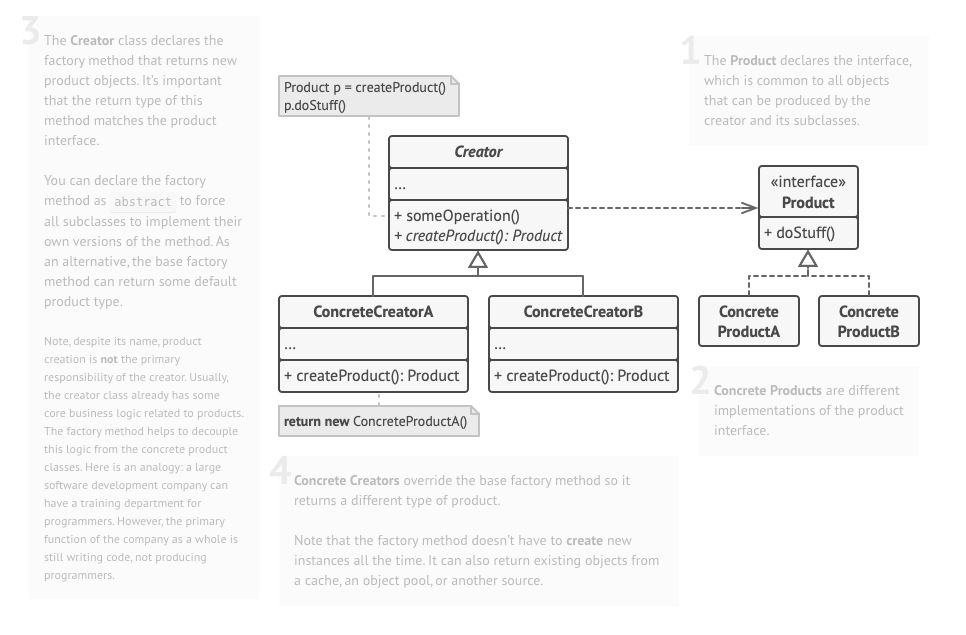 3
The Creator class declares the
factory method that returns new
product objects. It's important
that the return type of this
method matches the product
interface.
You can declare the factory
method as abstract to force
all subclasses to implement their
own versions of the method. As
an alternative, the base factory
method can return some default
product type.
Note, despite its name, product
creation is not the primary
responsibility of the creator. Usually,
the creator class already has some
core business logic related to products.
The factory method helps to decouple
this logic from the concrete product
classes. Here is an analogy: a large
software development company can
have a training department for
programmers. However, the primary
function of the company as a whole is
still writing code, not producing
programmers.
Product p = createProduct()
p.doStuff()
Creator
...
+ someOperation()
+ createProduct(): Product
ConcreteCreatorA
...
+ createProduct(): Product
ConcreteCreatorB
...
+ createProduct(): Product
return new ConcreteProductA()
1
The Product declares the interface,
which is common to all objects
that can be produced by the
creator and its subclasses.
«interface»
Product
+ doStuff()
Concrete
ProductA
Concrete
ProductB
2
Concrete Products are different
implementations of the product
interface.
4
Concrete Creators override the base factory method so it
returns a different type of product.
Note that the factory method doesn't have to create new
instances all the time. It can also return existing objects from
a cache, an object pool, or another source.